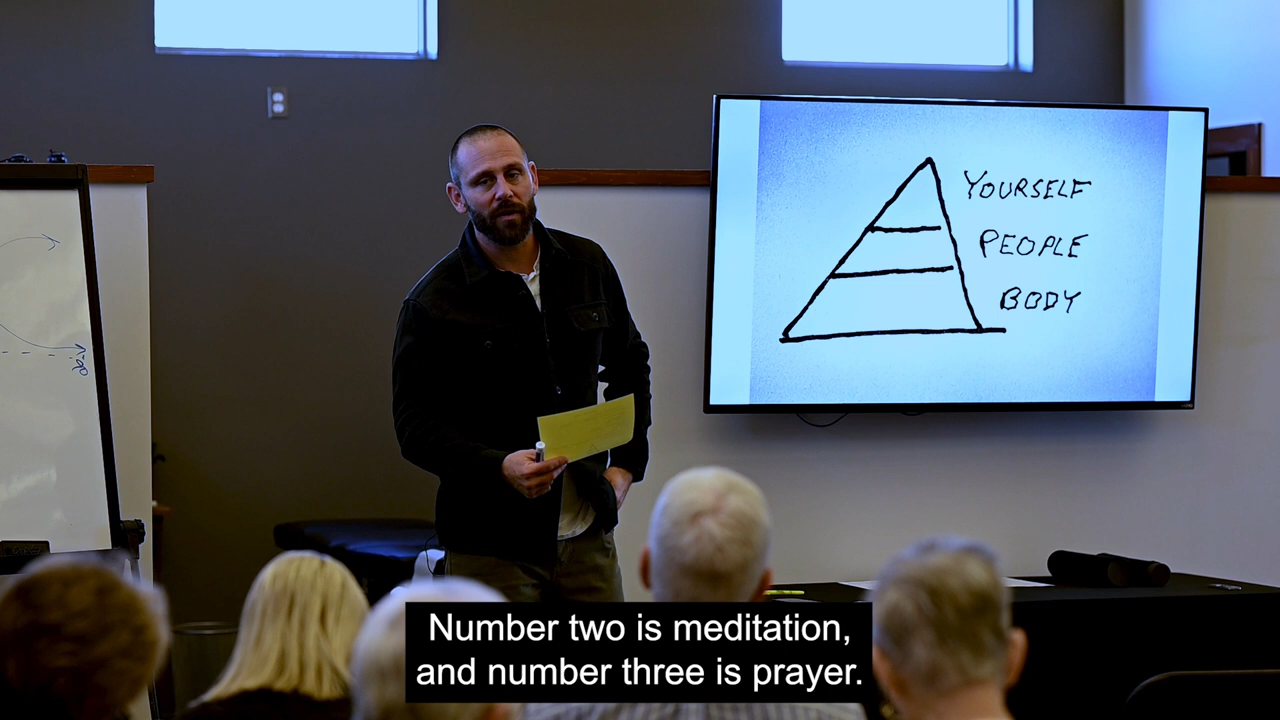 YOURSELF
PEOPLE
BODY
Number two is meditation,
and number three is prayer.